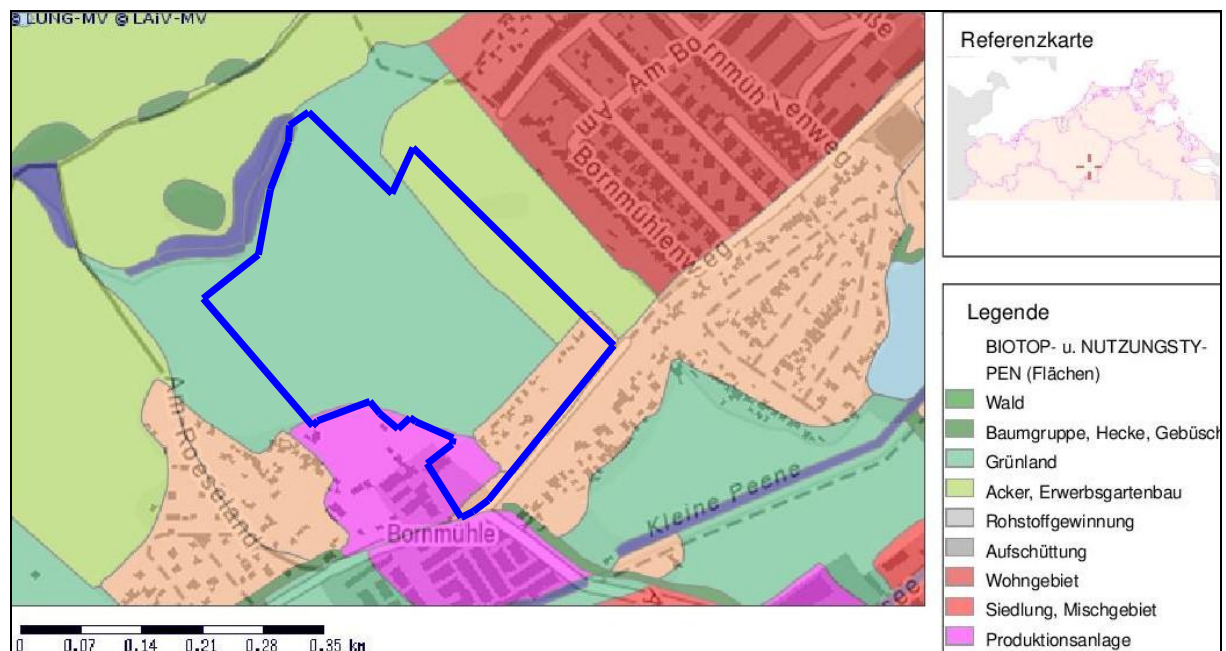 © LUNG-MV @ LAiV-MV
Am Bornmühlenweg
Am
Bornmühlenweg
Am Poeseland
Bornmühle
Kleine Peene
0 0.07 0.14 0.21 0.28 0.35 km
Referenzkarte
Legende
BIOTOP- u. NUTZUNGSTY-
PEN (Flächen)
Wald
Baumgruppe, Hecke, Gebüsch
Grünland
Acker, Erwerbsgartenbau
Rohstoffgewinnung
Aufschüttung
Wohngebiet
Siedlung, Mischgebiet
Produktionsanlage